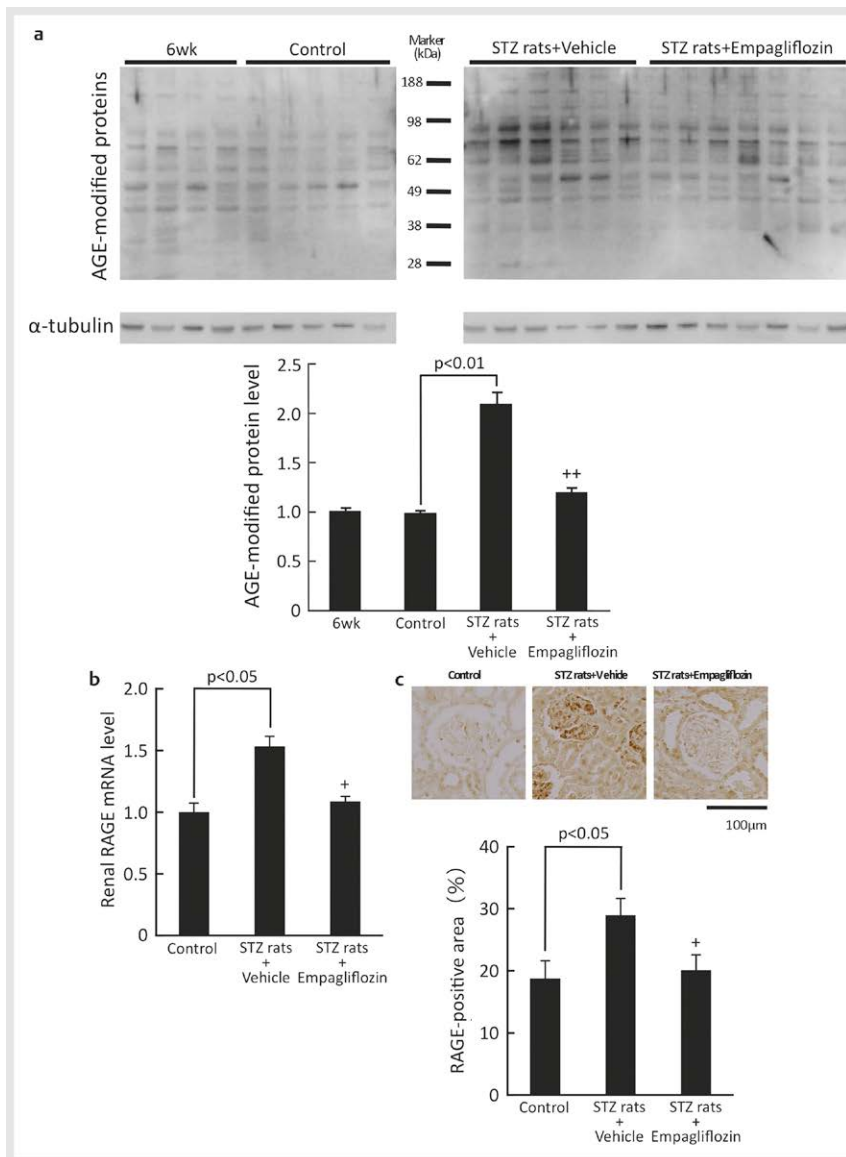 a
6wk
Control
Marker
(kDa)
STZ rats+Vehicle
STZ rats+Empagliflozin
AGE-modified proteins
188
98
62
49
38
28
α-tubulin
AGE-modified protein level
2.5
2.0
1.5
1.0
0.5
0
p<0.01
++
6wk
Control
STZ rats
+
Vehicle
STZ rats
+
Empagliflozin
b
Renal RAGE mRNA level
2.0
1.5
1.0
0.5
0
p<0.05
+
Control
STZ rats
+
Vehicle
STZ rats
+
Empagliflozin
c
Control
STZ rats+Vehicle
STZ rats+Empagliflozin
100μm
RAGE-positive area (%)
40
30
20
10
0
p<0.05
+
Control
STZ rats
+
Vehicle
STZ rats
+
Empagliflozin